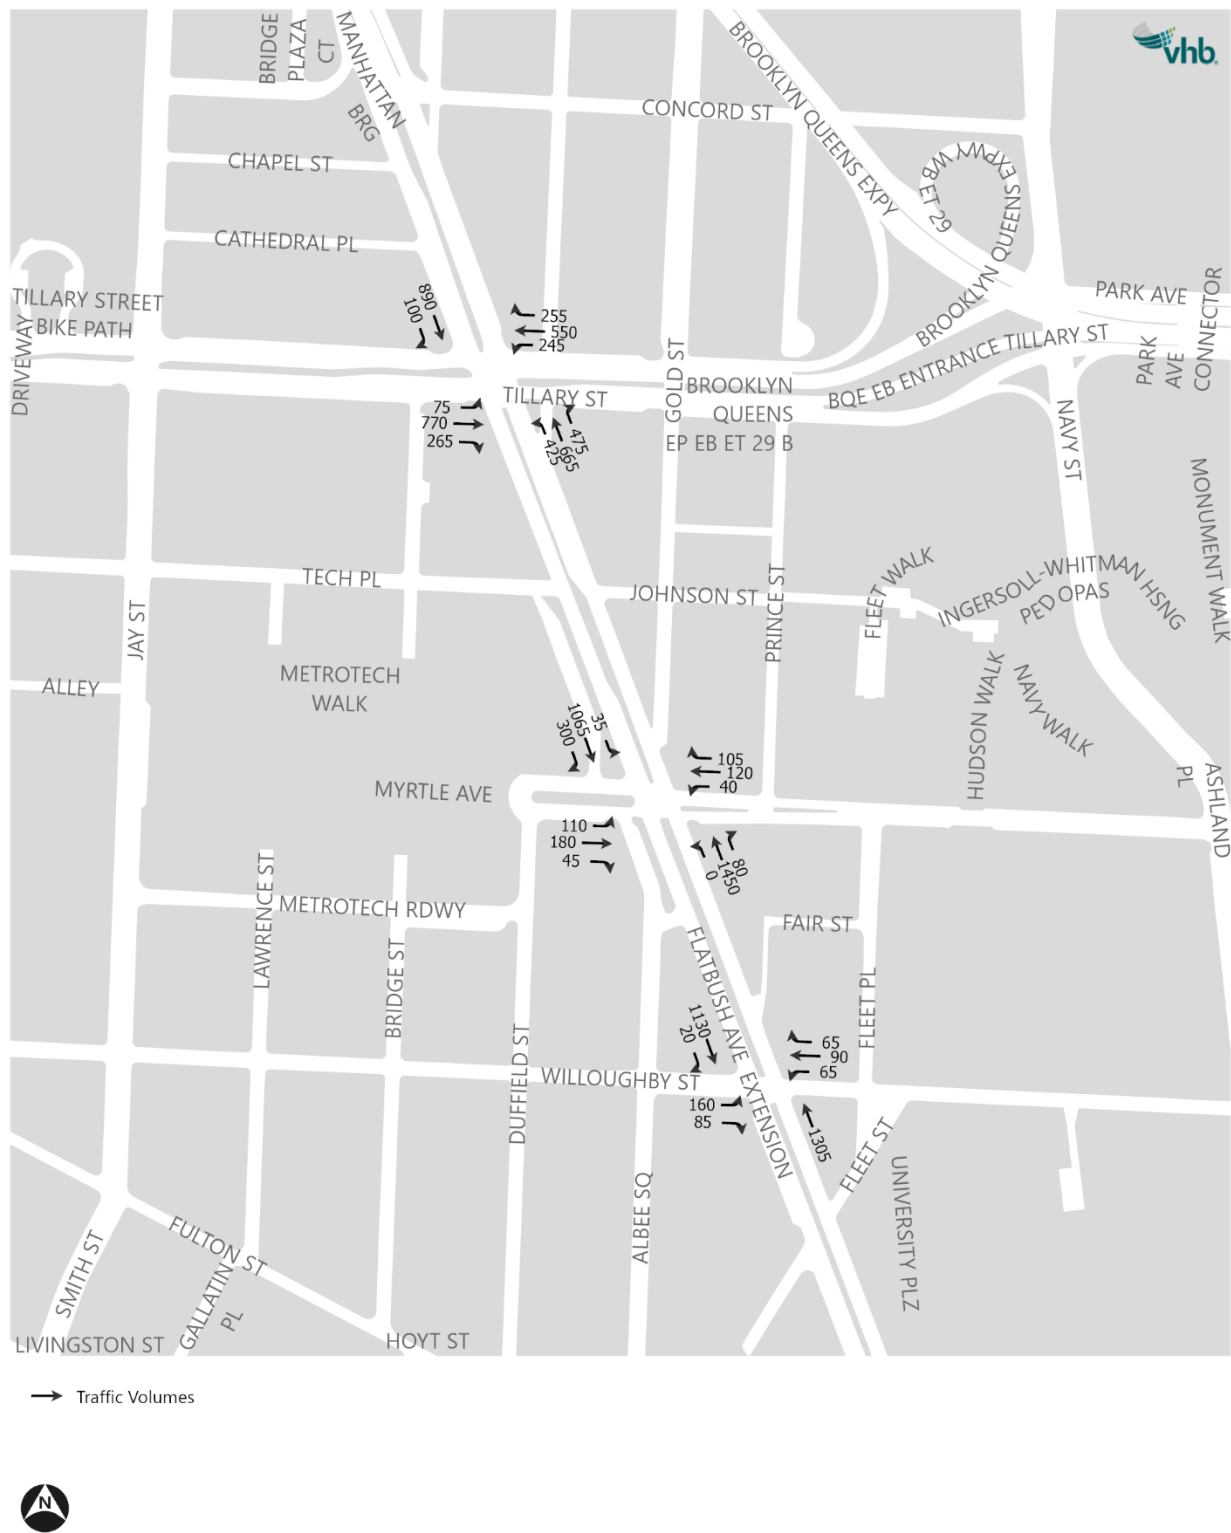 BRIDGE
PLAZA
CT
MANHATTAN
BRG
BROOKLYN QUEENS EXPY
vhb.
CONCORD ST
CHAPEL ST
CATHEDRAL PL
BROOKLYN QUEENS EXPWY
WB ET 29
TILLARY STREET
BIKE PATH
DRIVEWAY
890
100
255
550
245
PARK AVE
PARK
AVE
CONNECTOR
BQE EB ENTRANCE TILLARY ST
GOLD ST
TILLARY ST
BROOKLYN
QUEENS
EP EB ET 29 B
75
770
265
425
665
475
NAVY ST
MONUMENT WALK
TECH PL
JOHNSON ST
JAY ST
PRINCE ST
FLEET WALK
INGERSOLL-WHITMAN HSNG
PED OPAS
METROTECH
WALK
ALLEY
HUDSON WALK
NAVY WALK
1065
35
300
105
120
40
MYRTLE AVE
ASHLAND
PL
110
180
45
0
1450
80
LAWRENCE ST
METROTECH RDWY
BRIDGE ST
FAIR ST
FLATBUSH AVE EXTENSION
FLEET PL
1130
20
65
90
65
DUFFIELD ST
WILLOUGHBY ST
160
85
1305
FLEET ST
UNIVERSITY PLZ
ALBEE SQ
SMITH ST
FULTON ST
GALLATIN
PL
LIVINGSTON ST
HOYT ST
Traffic Volumes
N